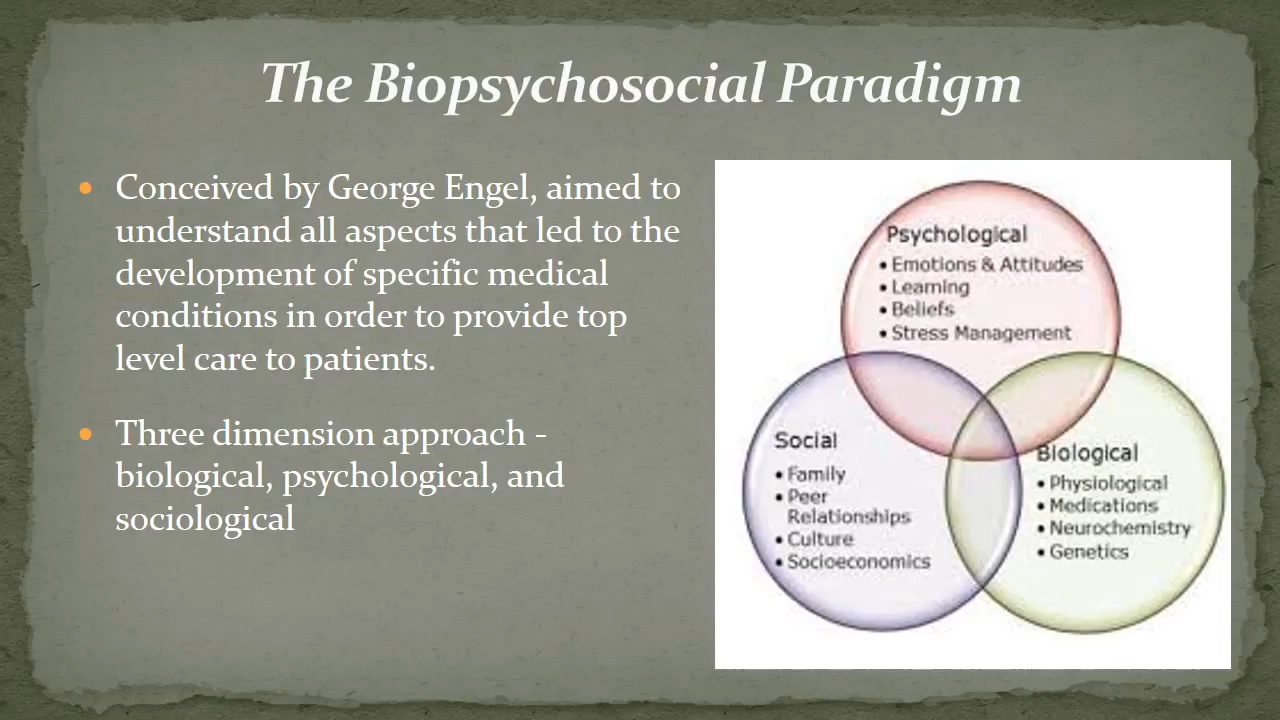 The Biopsychosocial Paradigm
• Conceived by George Engel, aimed to
understand all aspects that led to the
development of specific medical
conditions in order to provide top
level care to patients.
• Three dimension approach -
biological, psychological, and
sociological
Psychological
• Emotions & Attitudes
• Learning
• Beliefs
• Stress Management
Social
• Family
• Peer
Relationships
• Culture
• Socioeconomics
Biological
• Physiological
• Medications
• Neurochemistry
• Genetics